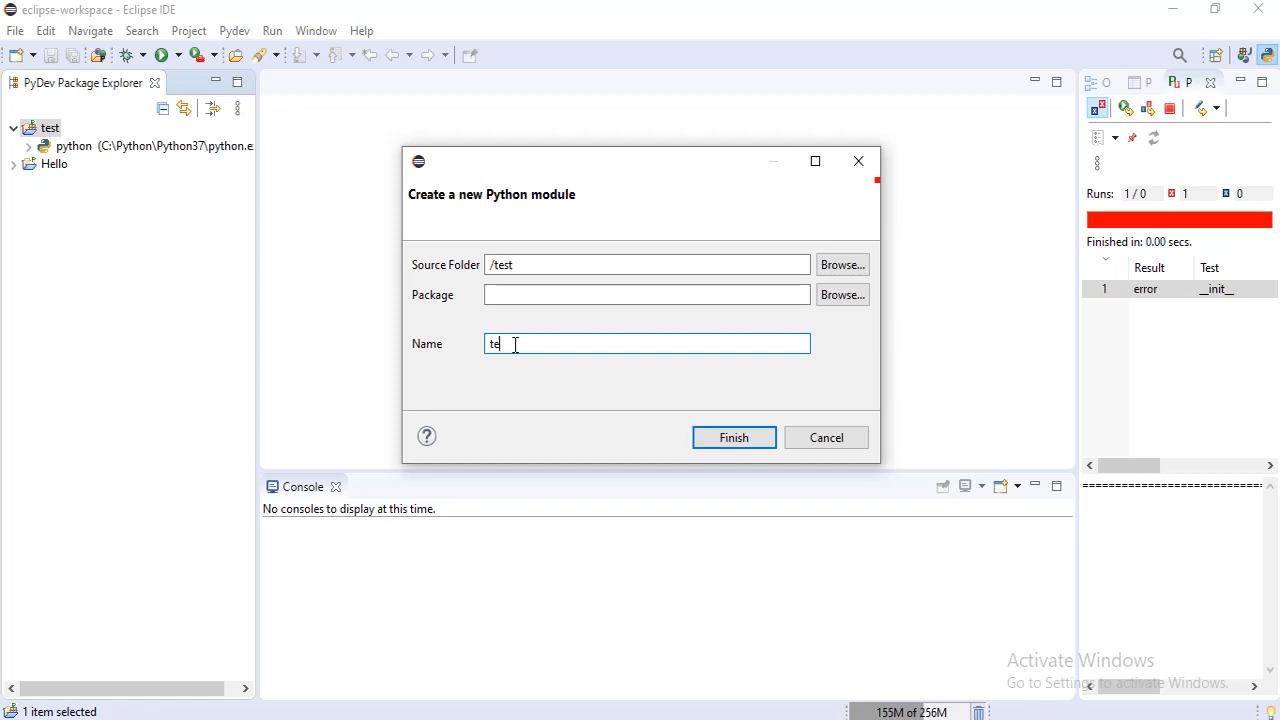 eclipse-workspace - Eclipse IDE
File Edit Navigate Search Project Pydev Run Window Help
PyDev Package Explorer
O P P
test
python (C:\Python\Python37\python.e
Hello
Create a new Python module
Source Folder /test Browse...
Package Browse...
Name te
? Finish Cancel
Runs: 1 / 0 1 0
Finished in: 0.00 secs.
Result Test
1 error __init__
Console
No consoles to display at this time.
==========================
Activate Windows
Go to Settings to activate Windows.
1 item selected
155M of 256M